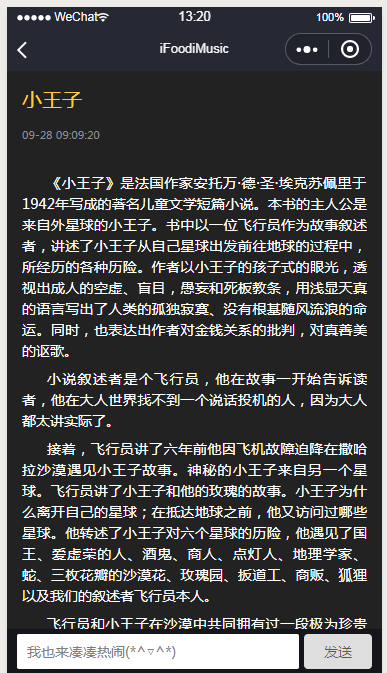 WeChat
13:20
100%
iFoodiMusic
小王子
09-28 09:09:20
《小王子》是法国作家安托万·德·圣·埃克苏佩里于
1942年写成的著名儿童文学短篇小说。本书的主人公是
来自外星球的小王子。书中以一位飞行员作为故事叙述
者，讲述了小王子从自己星球出发前往地球的过程中，
所经历的各种历险。作者以小王子的孩子式的眼光，透
视出成人的空虚、盲目，愚妄和死板教条，用浅显天真
的语言写出了人类的孤独寂寞、没有根基随风流浪的命
运。同时，也表达出作者对金钱关系的批判，对真善美
的讴歌。
小说叙述者是个飞行员，他在故事一开始告诉读
者，他在大人世界找不到一个说话投机的人，因为大人
都太讲实际了。
接着，飞行员讲了六年前他因飞机故障迫降在撒哈
拉沙漠遇见小王子故事。神秘的小王子来自另一个星
球。飞行员讲了小王子和他的玫瑰的故事。小王子为什
么离开自己的星球；在抵达地球之前，他又访问过哪些
星球。他转述了小王子对六个星球的历险，他遇见了国
王、爱虚荣的人、酒鬼、商人、点灯人、地理学家、
蛇、三枚花瓣的沙漠花、玫瑰园、扳道工、商贩、狐狸
以及我们的叙述者飞行员本人。
飞行员和小王子在沙漠中共同拥有过一段极为珍贵
我也来凑凑热闹(*^▽^*)
发送